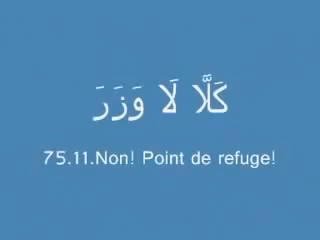 كَلَّا لَا وَزَرَ
75.11.Non! Point de refuge!